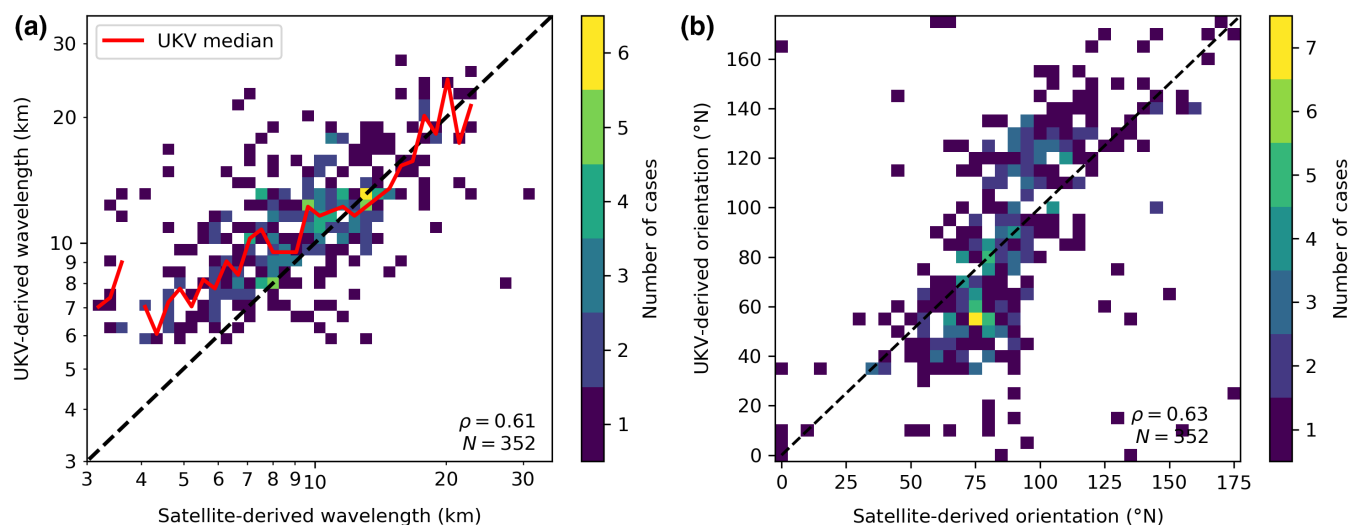 (a)
UKV median
30
20
10
9
8
7
6
5
4
3
UKV-derived wavelength (km)
3 4 5 6 7 8 9 10 20 30
Satellite-derived wavelength (km)
ρ = 0.61
N = 352
6
5
4
3
2
1
Number of cases
(b)
160
140
120
100
80
60
40
20
0
UKV-derived orientation (°N)
0 25 50 75 100 125 150 175
Satellite-derived orientation (°N)
ρ = 0.63
N = 352
7
6
5
4
3
2
1
Number of cases